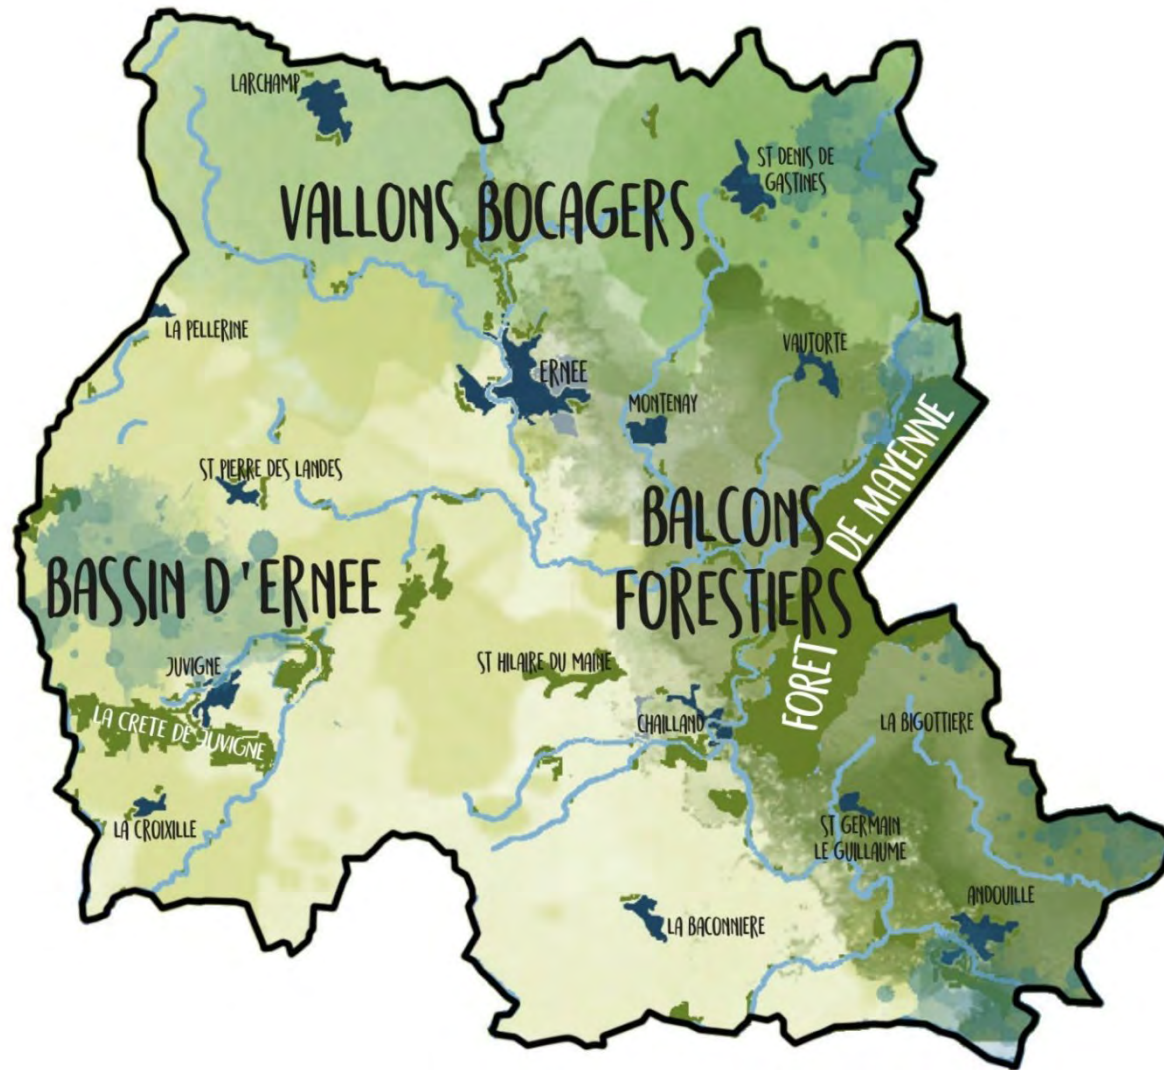 LARCHAMP
ST DENIS DE
GASTINES
VALLONS BOCAGERS
LA PELLERINE
VAUTORTE
ERNEE
MONTENAY
ST PIERRE DES LANDES
BALCONS
FORESTIERS
FORET DE MAYENNE
BASSIN D'ERNEE
JUVIGNE
ST HILAIRE DU MAINE
LA CRETE DE JUVIGNE
CHAILLAND
LA BIGOTTIERE
LA CROIXILLE
ST GERMAIN
LE GUILLAUME
ANDOUILLE
LA BACONNIERE